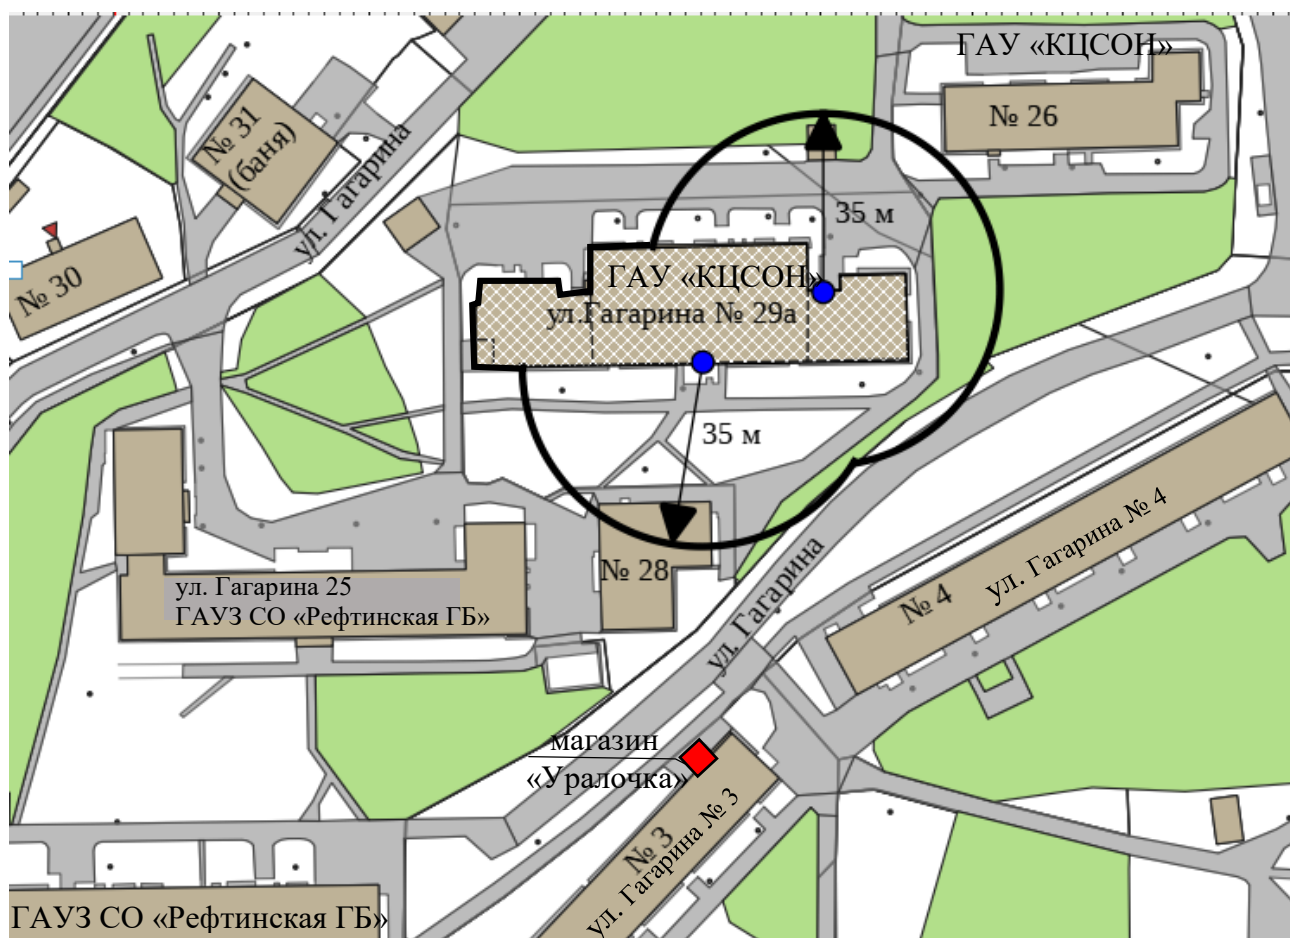 ГАУ «КЦСОН»
№ 26
№ 31
(баня)
ул. Гагарина
35 м
№ 30
ГАУ «КЦСОН»
ул.Гагарина № 29а
35 м
ул. Гагарина № 4
№ 4
№ 28
ул. Гагарина 25
ГАУЗ СО «Рефтинская ГБ»
ул. Гагарина
магазин
«Уралочка»
№ 3
ул. Гагарина № 3
ГАУЗ СО «Рефтинская ГБ»